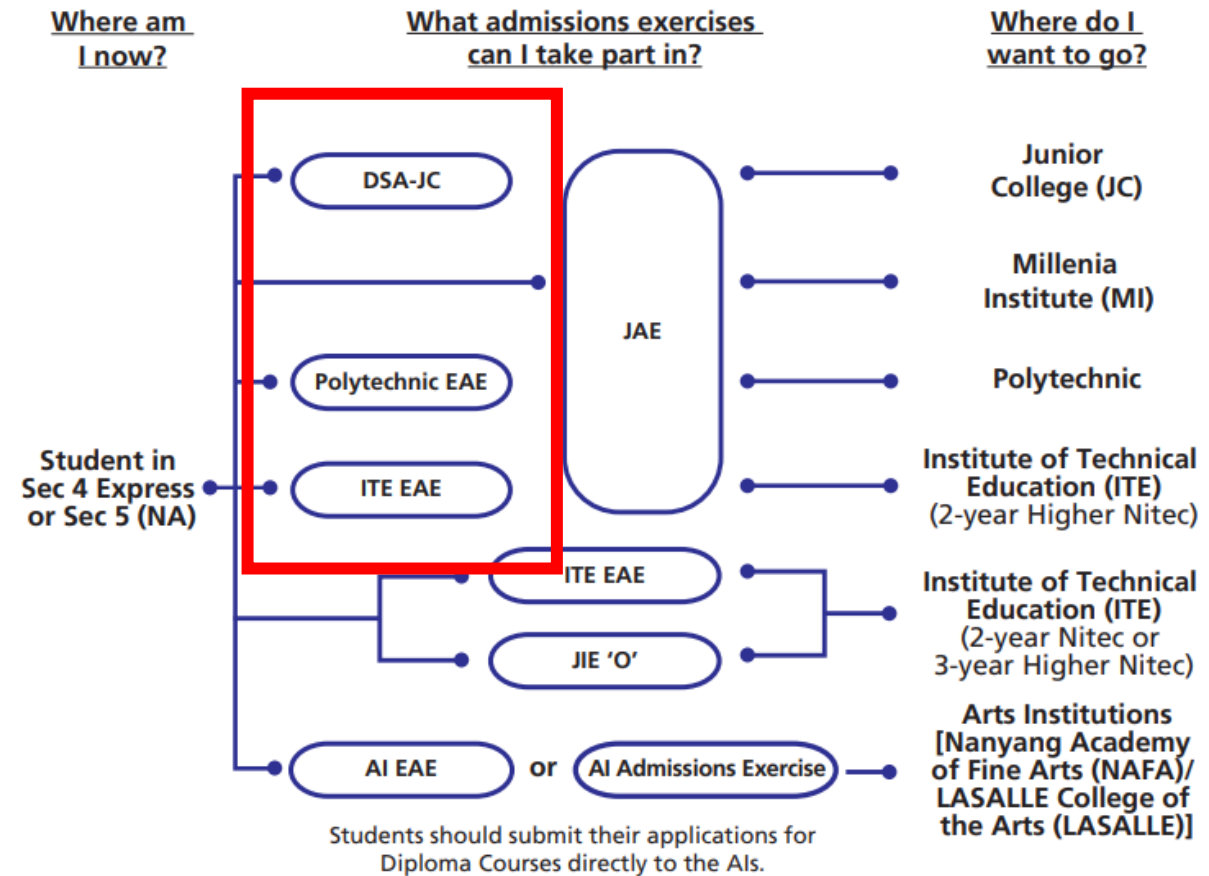 Where am
I now?
What admissions exercises
can I take part in?
Where do I
want to go?
DSA-JC
JAE
Junior
College (JC)
Millenia
Institute (MI)
Polytechnic EAE
Polytechnic
Student in
Sec 4 Express
or Sec 5 (NA)
ITE EAE
Institute of Technical
Education (ITE)
(2-year Higher Nitec)
ITE EAE
JIE ‘O’
Institute of Technical
Education (ITE)
(2-year Nitec or
3-year Higher Nitec)
AI EAE
or
AI Admissions Exercise
Arts Institutions
[Nanyang Academy
of Fine Arts (NAFA)/
LASALLE College of
the Arts (LASALLE)]
Students should submit their applications for
Diploma Courses directly to the AIs.